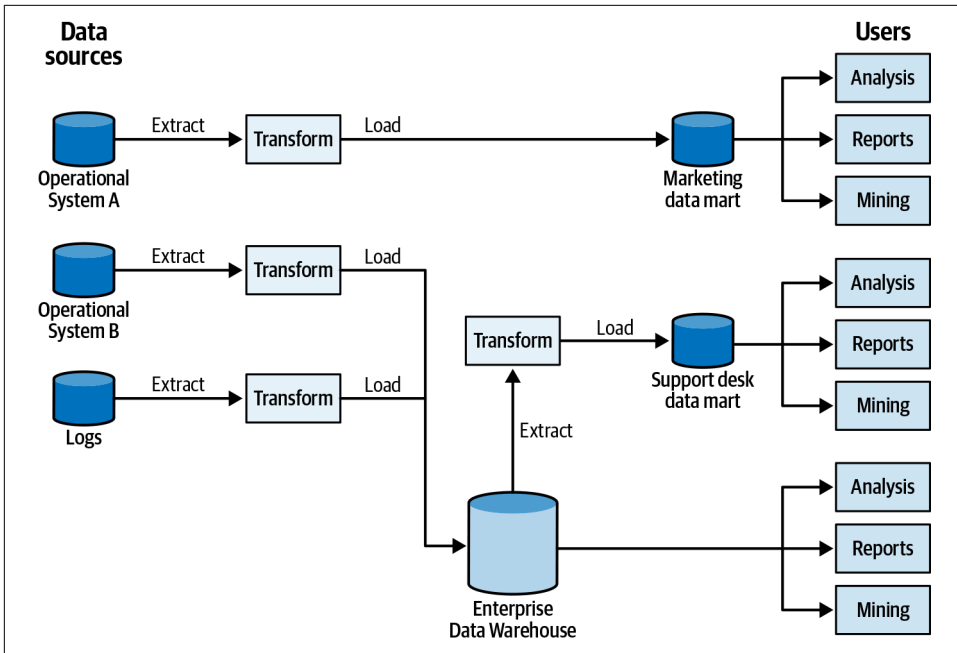 Data
sources
Users
Analysis
Extract
Transform
Load
Reports
Operational
System A
Marketing
data mart
Mining
Extract
Transform
Load
Operational
System B
Analysis
Transform
Load
Reports
Extract
Transform
Load
Support desk
data mart
Mining
Logs
Extract
Analysis
Reports
Enterprise
Data Warehouse
Mining